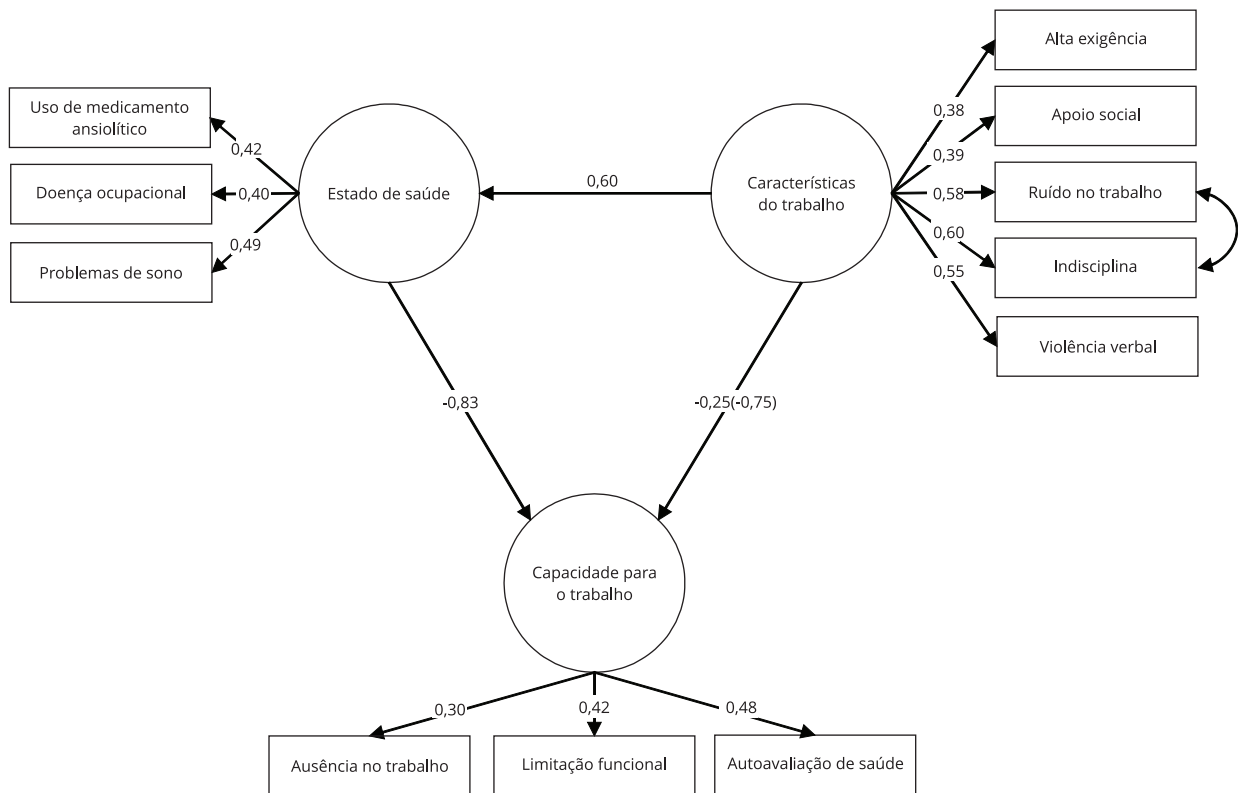 Alta exigência
Uso de medicamento
ansiolítico
0,38
Apoio social
0,42
0,39
Doença ocupacional
0,40
Estado de saúde
0,60
Características
do trabalho
0,58
Ruído no trabalho
0,49
0,60
Problemas de sono
0,55
Indisciplina
Violência verbal
-0,83
-0,25(-0,75)
Capacidade para
o trabalho
0,30
0,42
0,48
Ausência no trabalho
Limitação funcional
Autoavaliação de saúde